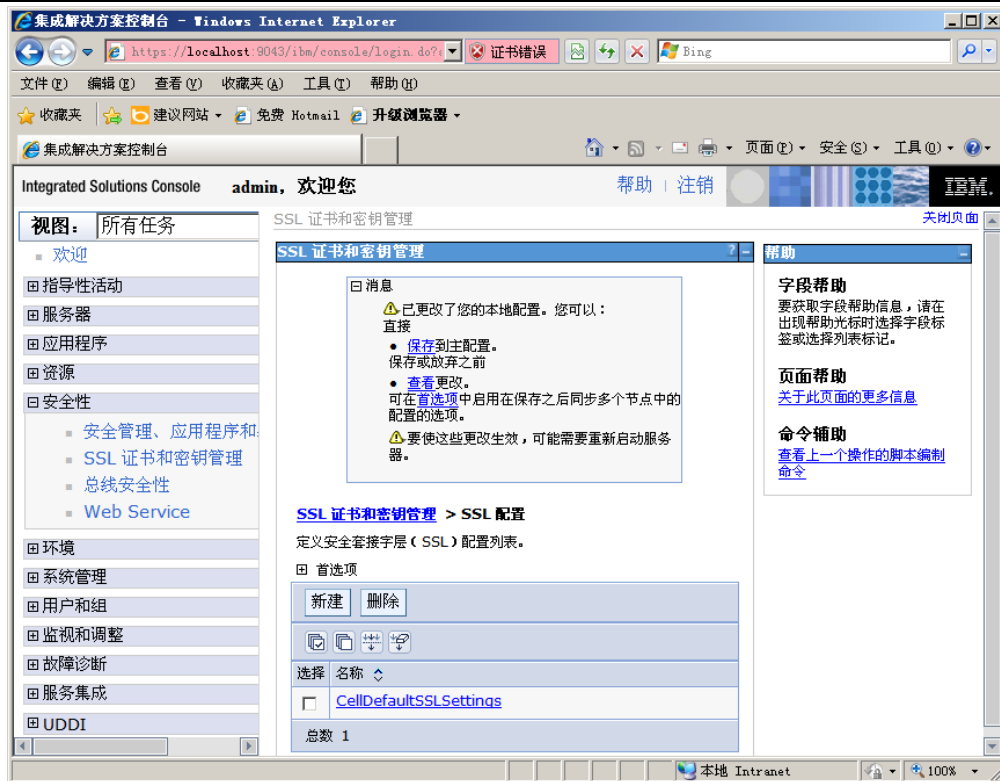 集成解决方案控制台 - Windows Internet Explorer
https://localhost:9043/ibm/console/login.do? 证书错误 Bing
文件(F) 编辑(E) 查看(V) 收藏夹(A) 工具(T) 帮助(H)
收藏夹 建议网站 免费 Hotmail 升级浏览器
集成解决方案控制台 页面(P) 安全(S) 工具(O)
Integrated Solutions Console admin，欢迎您 帮助 | 注销 IBM.
视图： 所有任务
欢迎
指导性活动
服务器
应用程序
资源
安全性
安全管理、应用程序和
SSL 证书和密钥管理
总线安全性
Web Service
环境
系统管理
用户和组
监视和调整
故障诊断
服务集成
UDDI
SSL 证书和密钥管理 关闭页面
SSL 证书和密钥管理 ? -
消息
已更改了您的本地配置。您可以：
直接
● 保存到主配置。
保存或放弃之前
● 查看更改。
可在首选项中启用在保存之后同步多个节点中的
配置的选项。
要使这些更改生效，可能需要重新启动服务
器。
SSL 证书和密钥管理 > SSL 配置
定义安全套接字层（SSL）配置列表。
首选项
新建 删除
选择 名称
CellDefaultSSLSettings
总数 1
帮助 -
字段帮助
要获取字段帮助信息，请在
出现帮助光标时选择字段标
签或选择列表标记。
页面帮助
关于此页面的更多信息
命令辅助
查看上一个操作的脚本编制
命令
本地 Intranet 100%